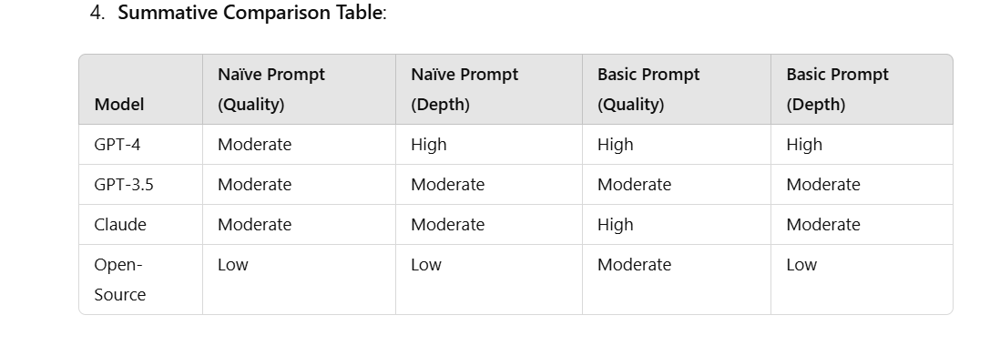 4. Summative Comparison Table:
Naïve Prompt Naïve Prompt Basic Prompt Basic Prompt
Model (Quality) (Depth) (Quality) (Depth)
GPT-4 Moderate High High High
GPT-3.5 Moderate Moderate Moderate Moderate
Claude Moderate Moderate High Moderate
Open- Low Low Moderate Low
Source